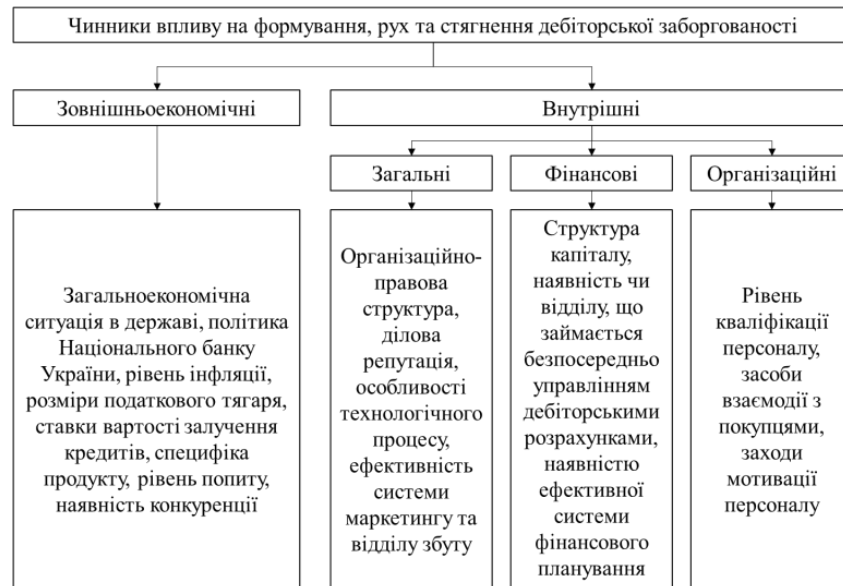 Чинники впливу на формування, рух та стягнення дебіторської заборгованості
Зовнішньоекономічні
Внутрішні
Загальні
Фінансові
Організаційні
Загальноекономічна
ситуація в державі, політика
Національного банку
України, рівень інфляції,
розміри податкового тягаря,
ставки вартості залучення
кредитів, специфіка
продукту, рівень попиту,
наявність конкуренції
Організаційно-
правова
структура,
ділова
репутація,
особливості
технологічного
процесу,
ефективність
системи
маркетингу та
відділу збуту
Структура
капіталу,
наявність чи
відділу, що
займається
безпосередньо
управлінням
дебіторськими
розрахунками,
наявністю
ефективної
системи
фінансового
планування
Рівень
кваліфікації
персоналу,
засоби
взаємодії з
покупцями,
заходи
мотивації
персоналу